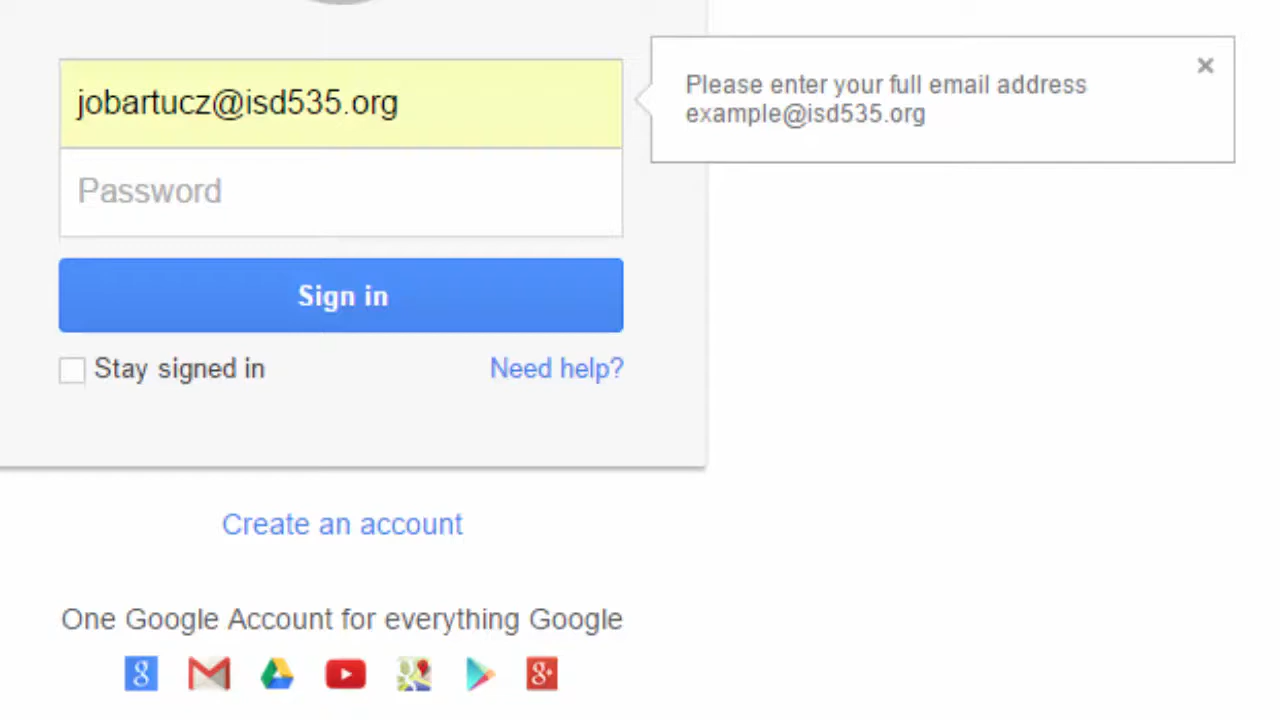 jobartucz@isd535.org
Please enter your full email address
example@isd535.org
Password
Sign in
Stay signed in
Need help?
Create an account
One Google Account for everything Google